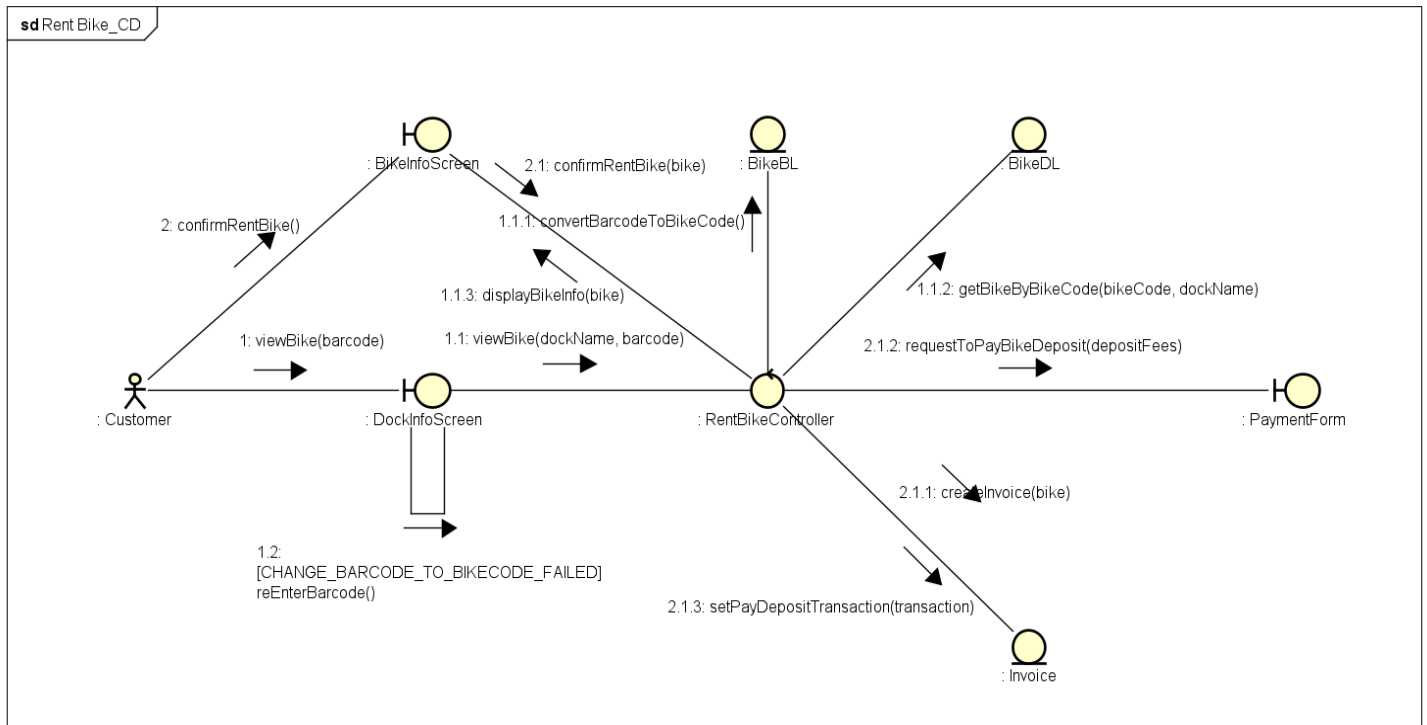 sd Rent Bike_CD
: BikeInfoScreen
2.1: confirmRentBike(bike)
: BikeBL
: BikeDL
2: confirmRentBike()
1.1.1: convertBarcodeToBikeCode()
1.1.3: displayBikeInfo(bike)
1.1.2: getBikeByBikeCode(bikeCode, dockName)
1: viewBike(barcode)
1.1: viewBike(dockName, barcode)
2.1.2: requestToPayBikeDeposit(depositFees)
: Customer
: DockInfoScreen
: RentBikeController
: PaymentForm
2.1.1: createInvoice(bike)
1.2:
[CHANGE_BARCODE_TO_BIKECODE_FAILED]
reEnterBarcode()
2.1.3: setPayDepositTransaction(transaction)
: Invoice